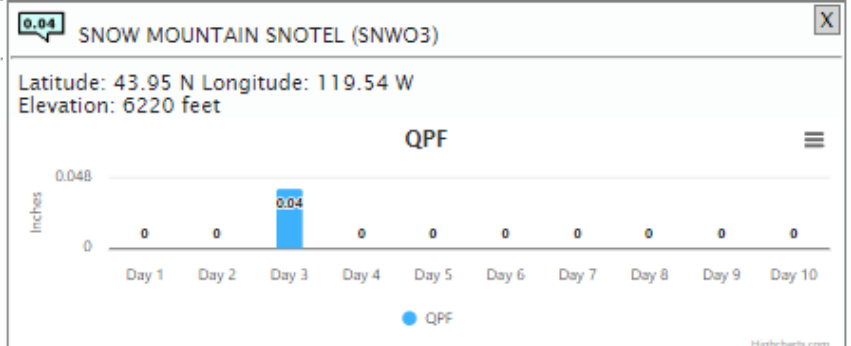 0.04
SNOW MOUNTAIN SNOTEL (SNWO3)
X
Latitude: 43.95 N Longitude: 119.54 W
Elevation: 6220 feet
QPF
0.048
Inches
0.04
0 0 0 0 0 0 0 0 0
0
Day 1 Day 2 Day 3 Day 4 Day 5 Day 6 Day 7 Day 8 Day 9 Day 10
QPF
Highcharts.com